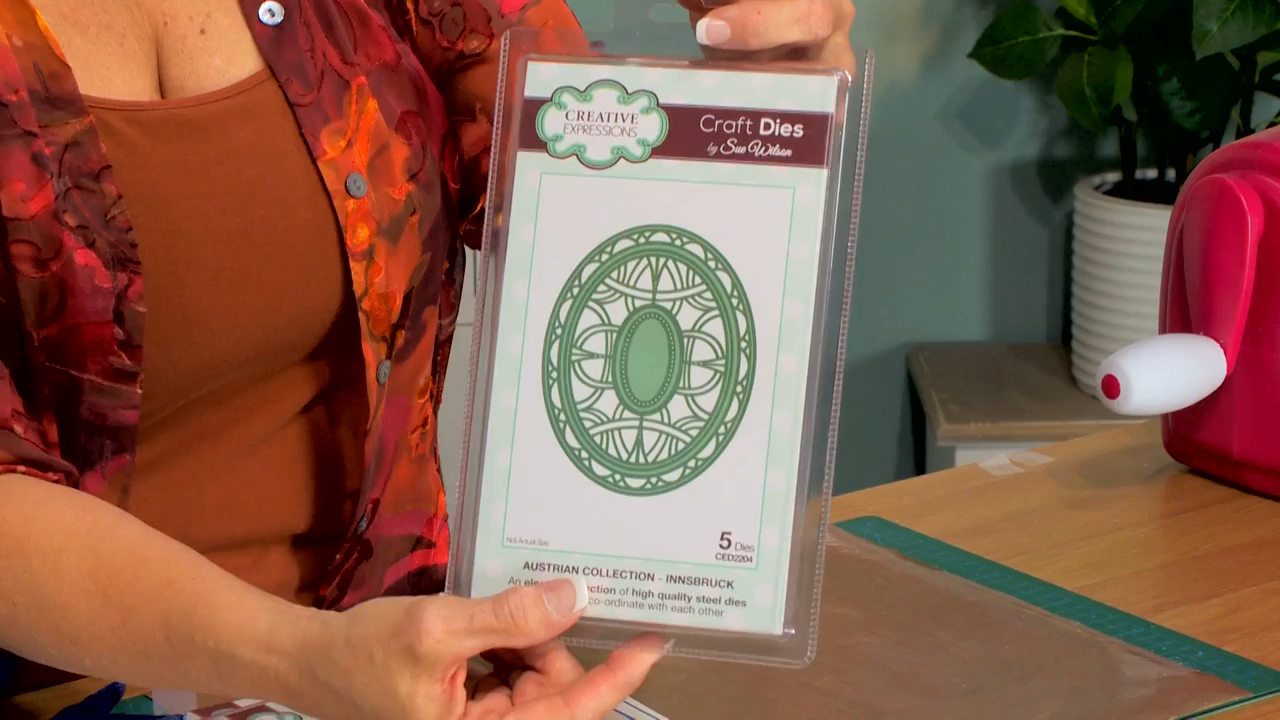 CREATIVE
EXPRESSIONS
Craft Dies
by Sue Wilson
Not Actual Size
5 Dies
CED2204
AUSTRIAN COLLECTION - INNSBRUCK
An of high quality steel dies
co-ordinate with each other